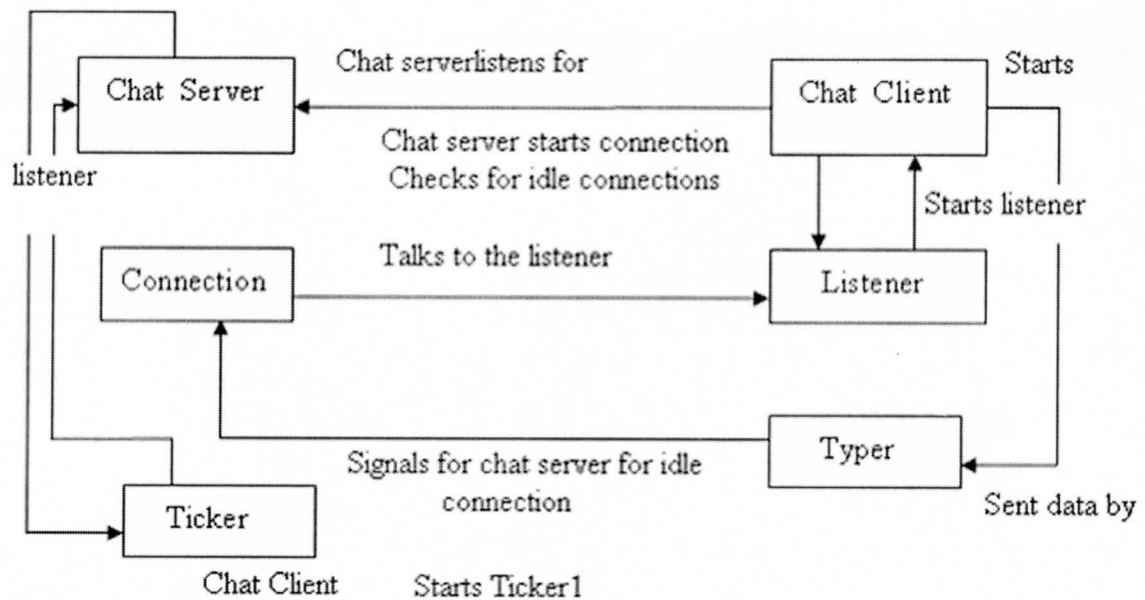 Chat serverlistens for
Starts
Chat Server
Chat Client
Chat server starts connection
Checks for idle connections
listener
Starts listener
Talks to the listener
Connection
Listener
Typer
Signals for chat server for idle
connection
Sent data by
Ticker
Chat Client
Starts Ticker1